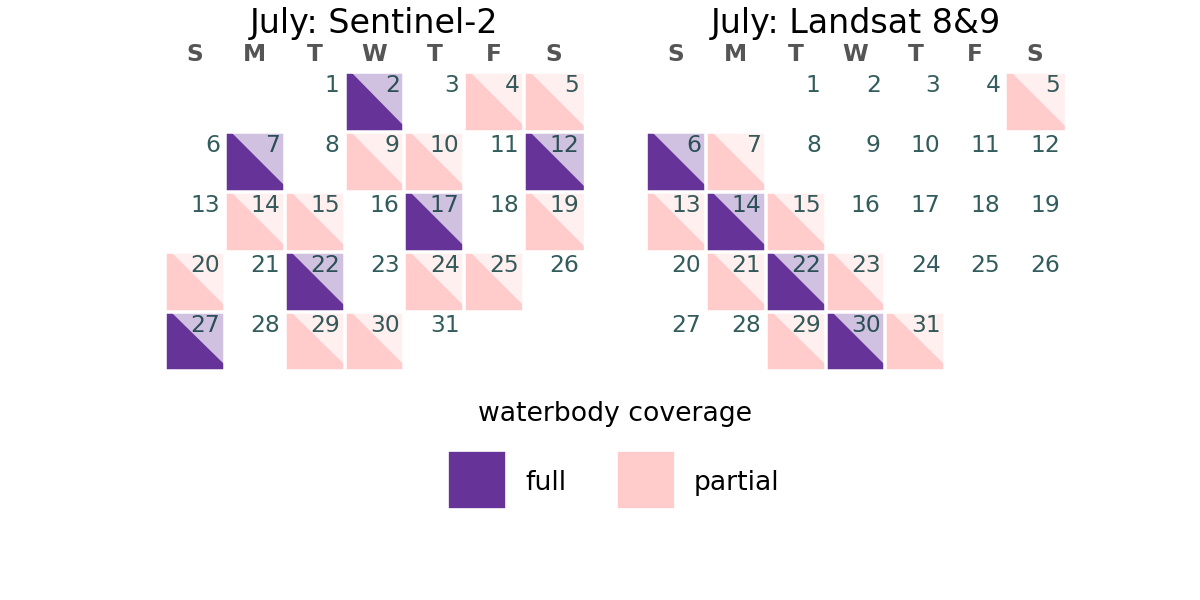 July: Sentinel-2
S M T W T F S
1 2 3 4 5
6 7 8 9 10 11 12
13 14 15 16 17 18 19
20 21 22 23 24 25 26
27 28 29 30 31
July: Landsat 8&9
S M T W T F S
1 2 3 4 5
6 7 8 9 10 11 12
13 14 15 16 17 18 19
20 21 22 23 24 25 26
27 28 29 30 31
waterbody coverage
full partial